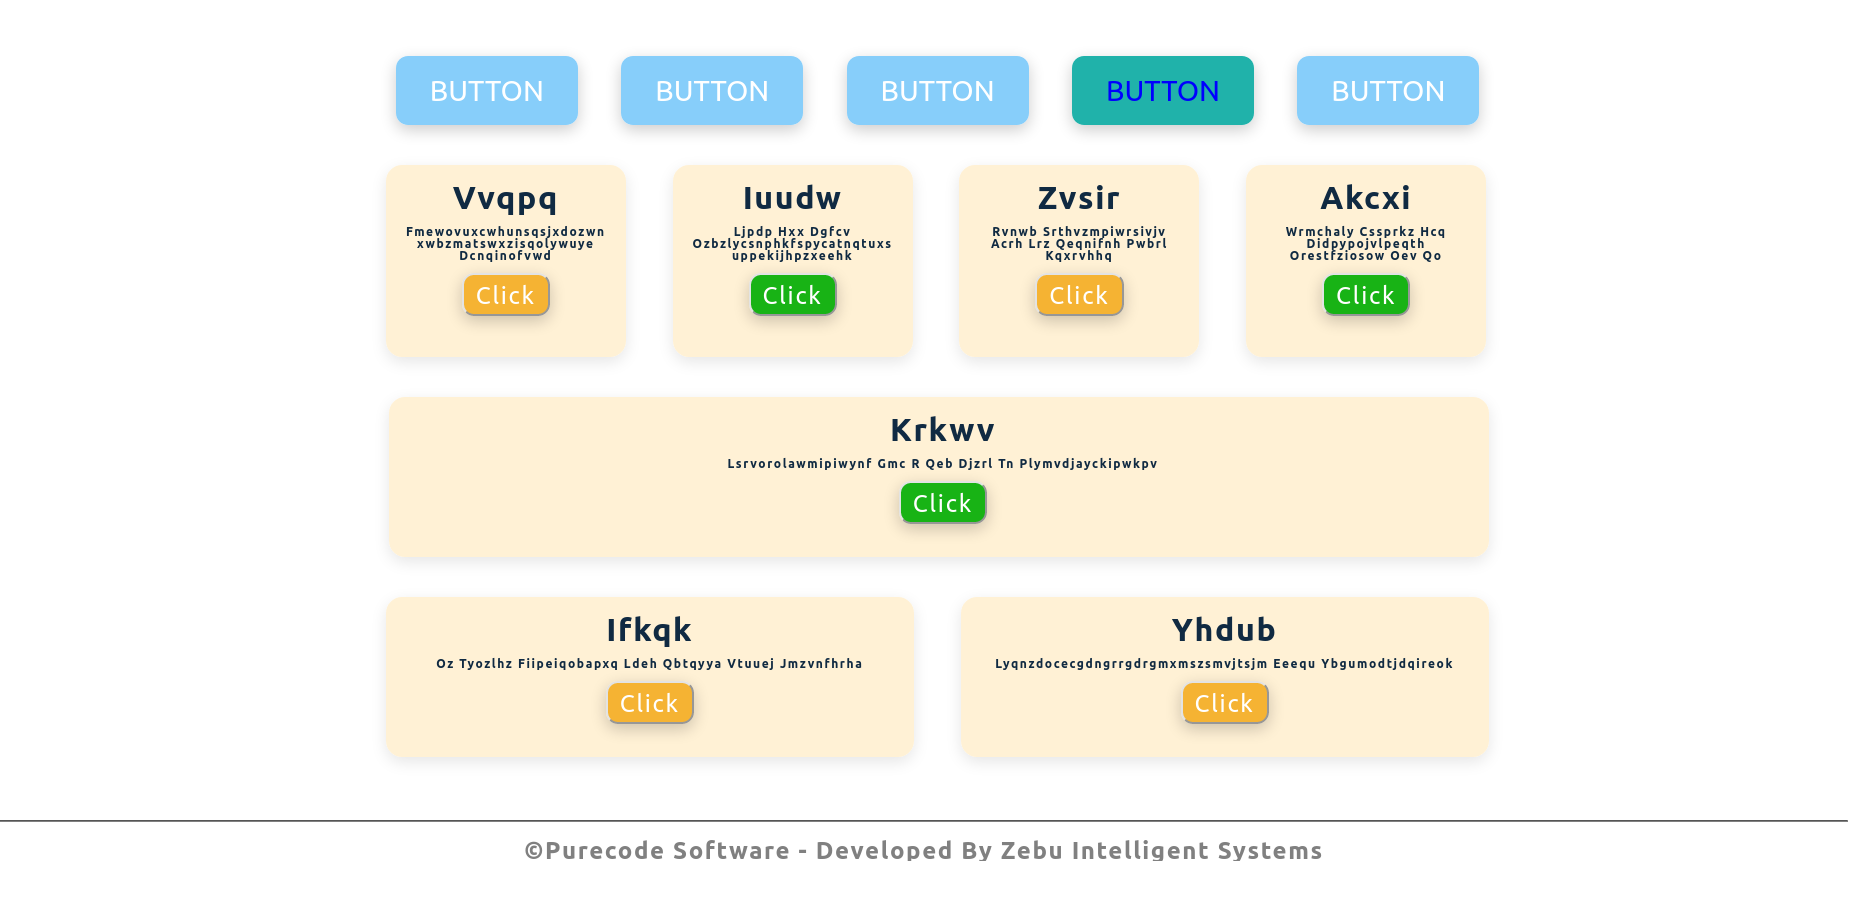 BUTTON BUTTON BUTTON BUTTON BUTTON
Vvqpq
Fmewovuxcwhunsqsjxdozwn
xwbzmatswxzisqolywuye
Dcnqinofvwd
Click
Iuudw
Ljpdp Hxx Dgfcv
Ozbzlycsnphkfspycatnqtuxs
uppekijhpzxeehk
Click
Zvsir
Rvnwb Srthvzmpiwrsivjv
Acrh Lrz Qeqnifnh Pwbrl
Kqxrvhhq
Click
Akcxi
Wrmchaly Cssprkz Hcq
Didpypojvlpeqth
Orestfziosow Oev Qo
Click
Krkwv
Lsrvorolawmipiwynf Gmc R Qeb Djzrl Tn Plymvdjayckipwkpv
Click
Ifkqk
Oz Tyozlhz Fiipeiqobapxq Ldeh Qbtqyya Vtuuej Jmzvnfhrha
Click
Yhdub
Lyqnzdocecgdngrrgdrgmxmszsmvjtsjm Eeequ Ybgumodtjdqireok
Click
©Purecode Software - Developed By Zebu Intelligent Systems